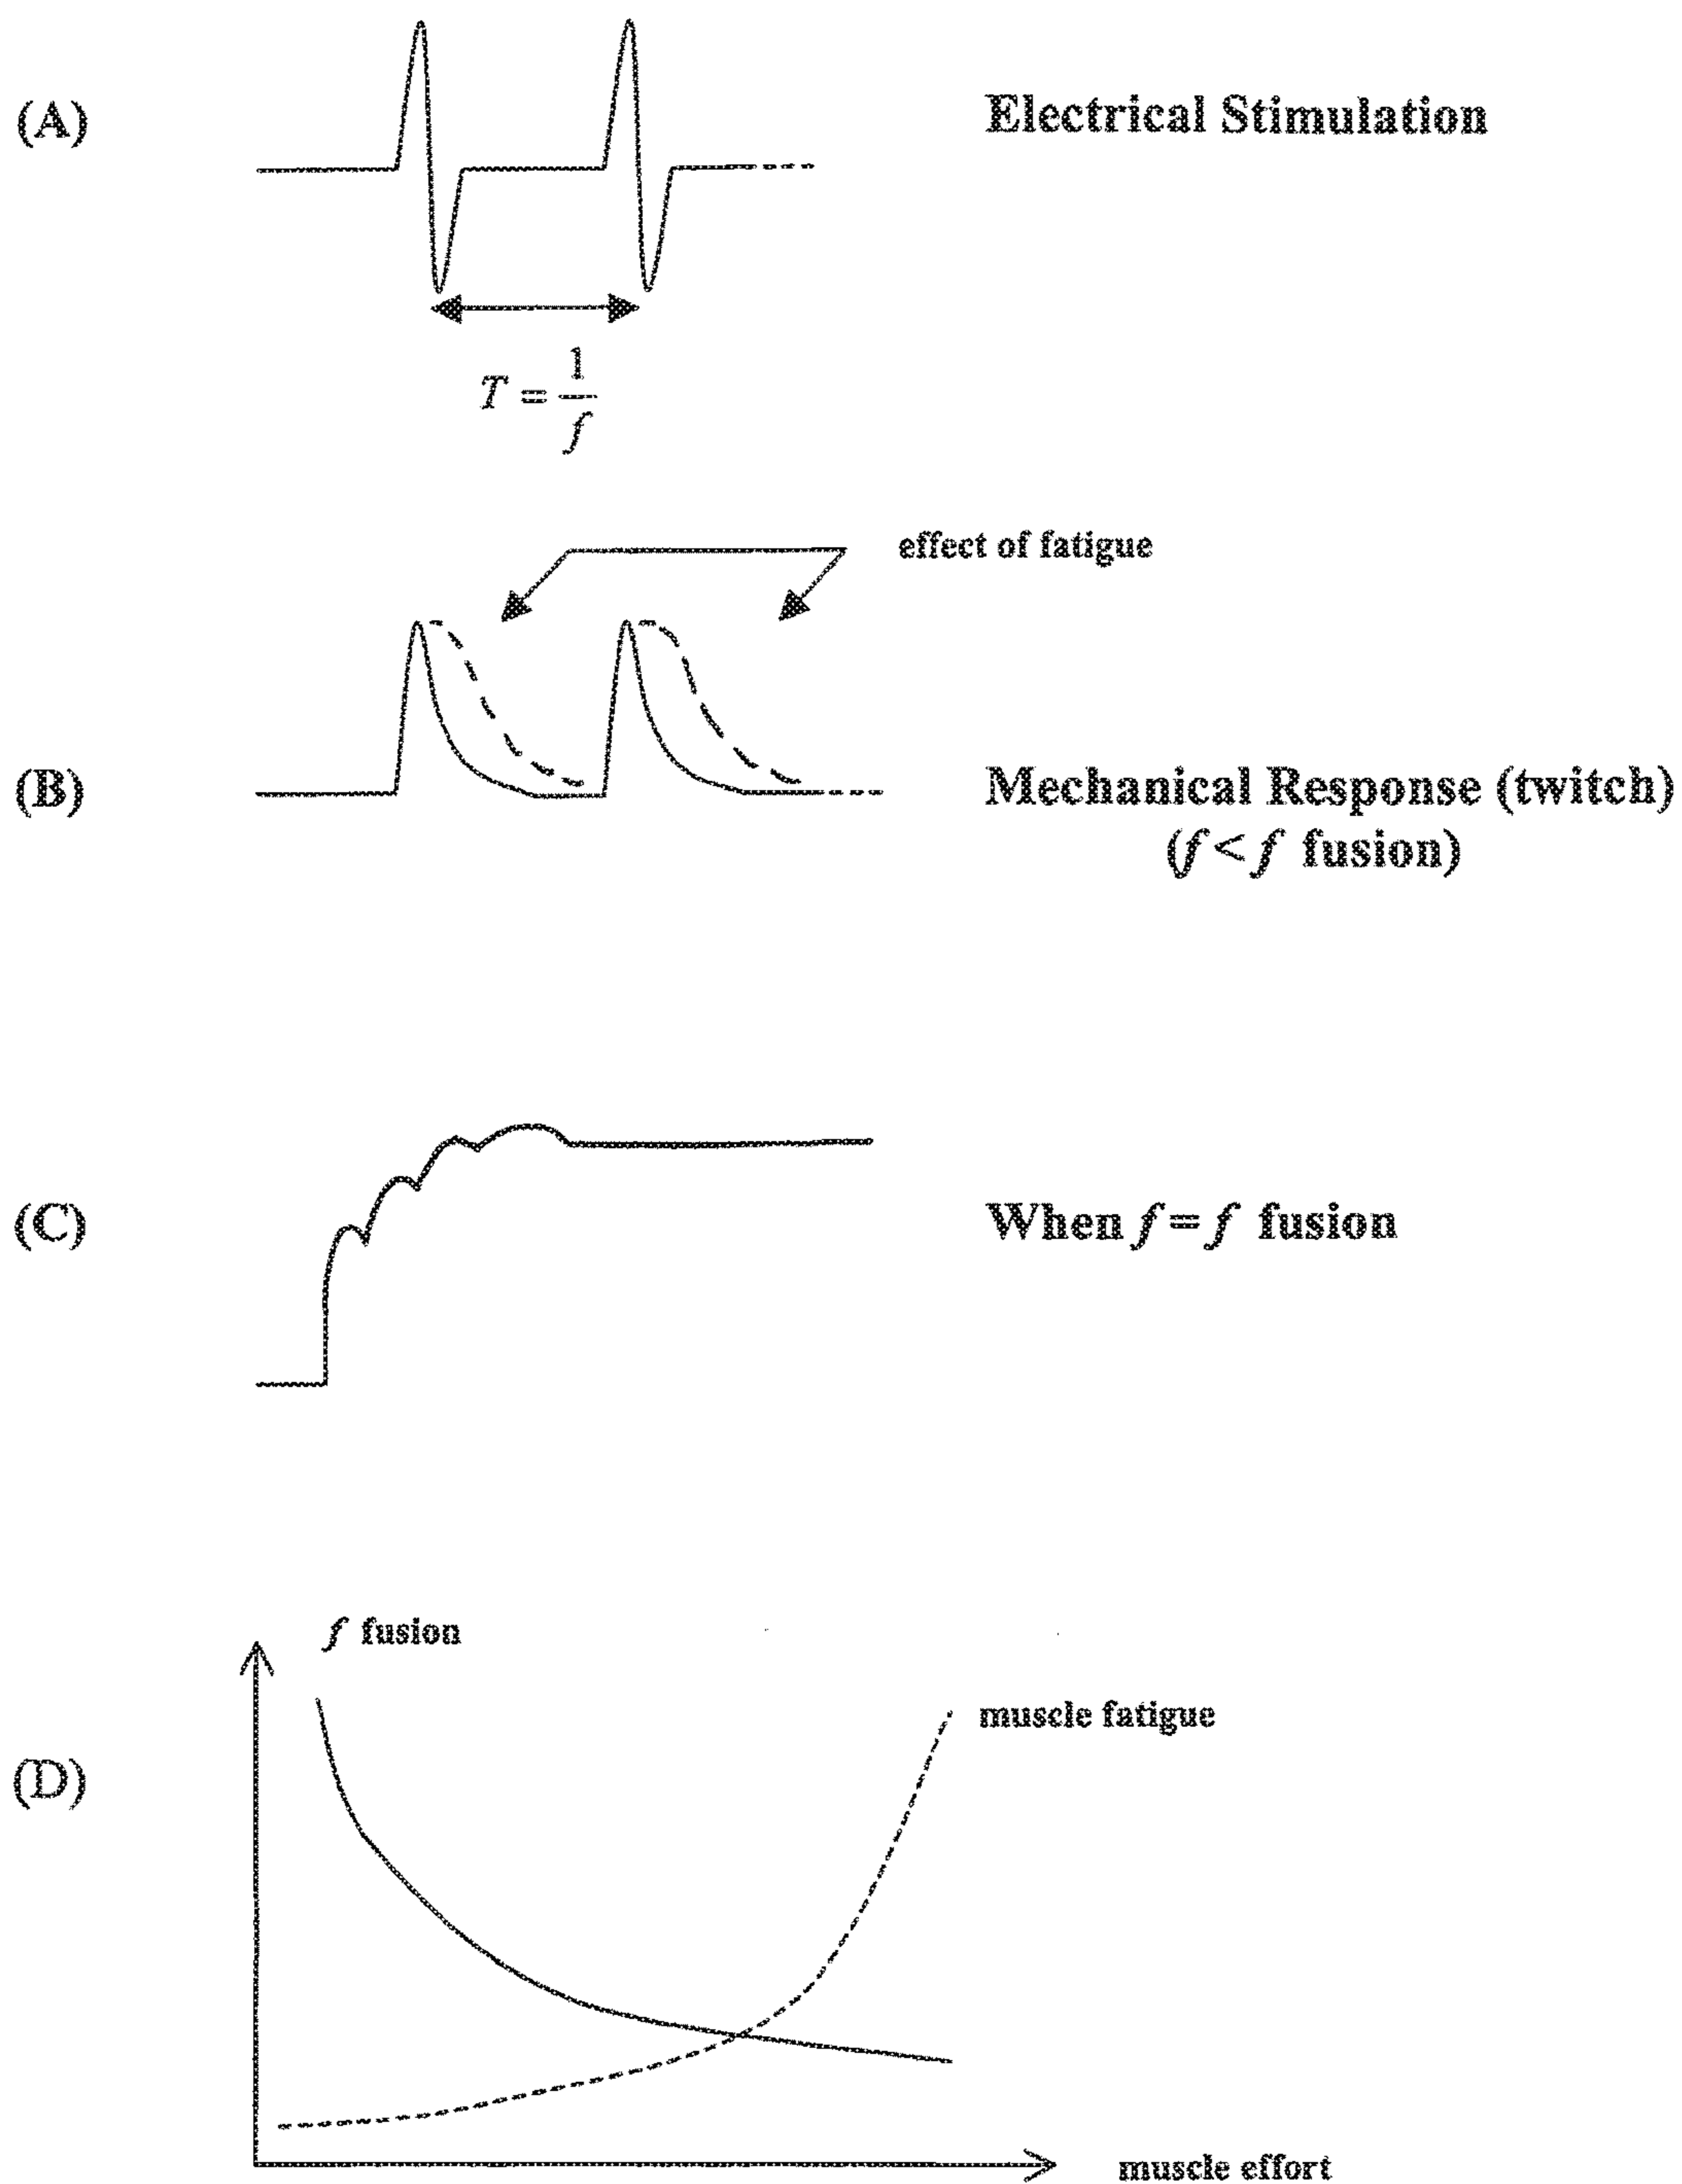 (A)
Electrical Stimulation
T = 1/f
effect of fatigue
(B)
Mechanical Response (twitch)
(f < f fusion)
(C)
When f = f fusion
f fusion
muscle fatigue
(D)
muscle effort